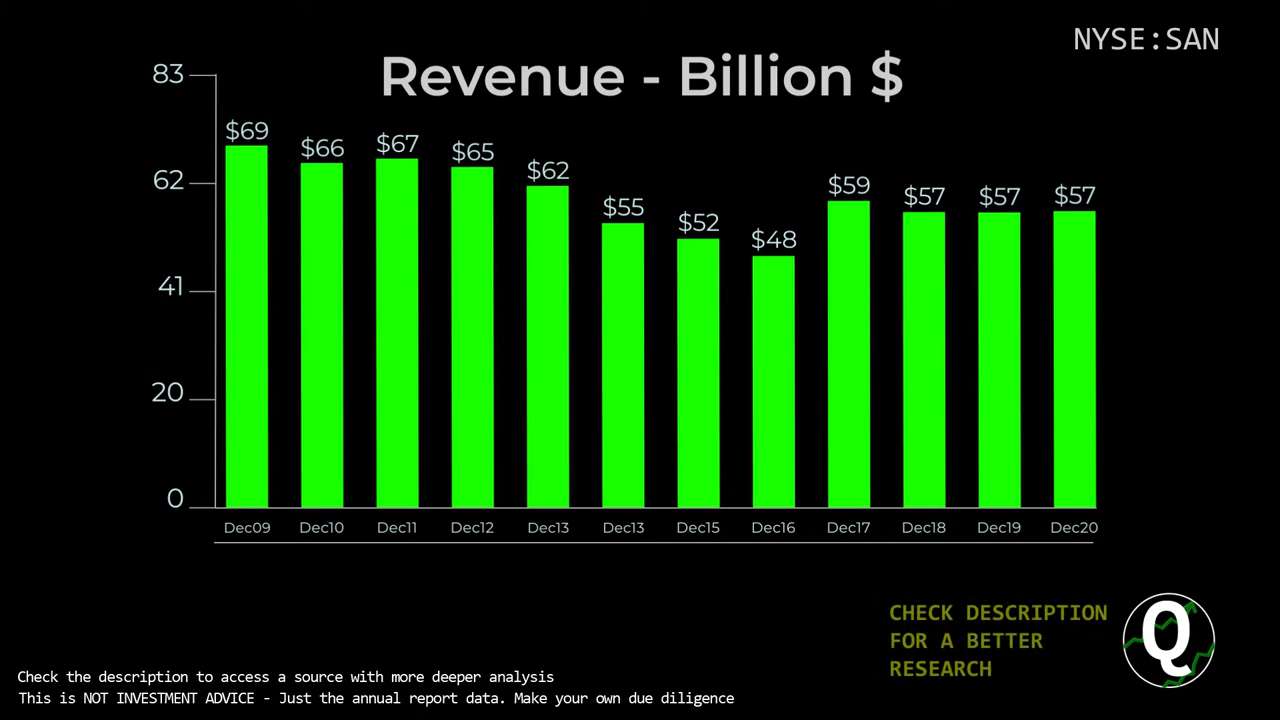 NYSE:SAN
Revenue - Billion $
83
62
41
20
0
$69
$66
$67
$65
$62
$55
$52
$48
$59
$57
$57
$57
Dec09 Dec10 Dec11 Dec12 Dec13 Dec13 Dec15 Dec16 Dec17 Dec18 Dec19 Dec20
CHECK DESCRIPTION
FOR A BETTER
RESEARCH
Q
Check the description to access a source with more deeper analysis
This is NOT INVESTMENT ADVICE - Just the annual report data. Make your own due diligence